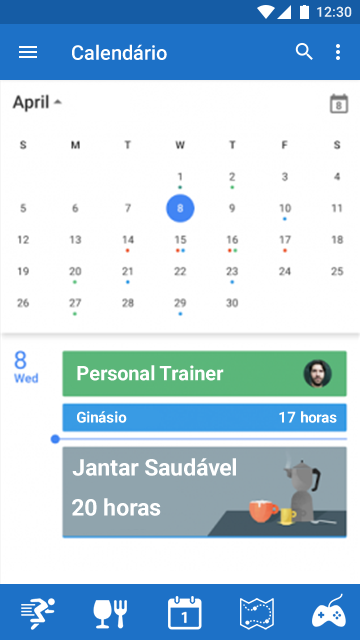 12:30
Calendário
April
8
S M T W T F S
1 2 3 4
5 6 7 8 9 10 11
12 13 14 15 16 17 18
19 20 21 22 23 24 25
26 27 28 29 30
8
Wed
Personal Trainer
Ginásio 17 horas
Jantar Saudável
20 horas
1